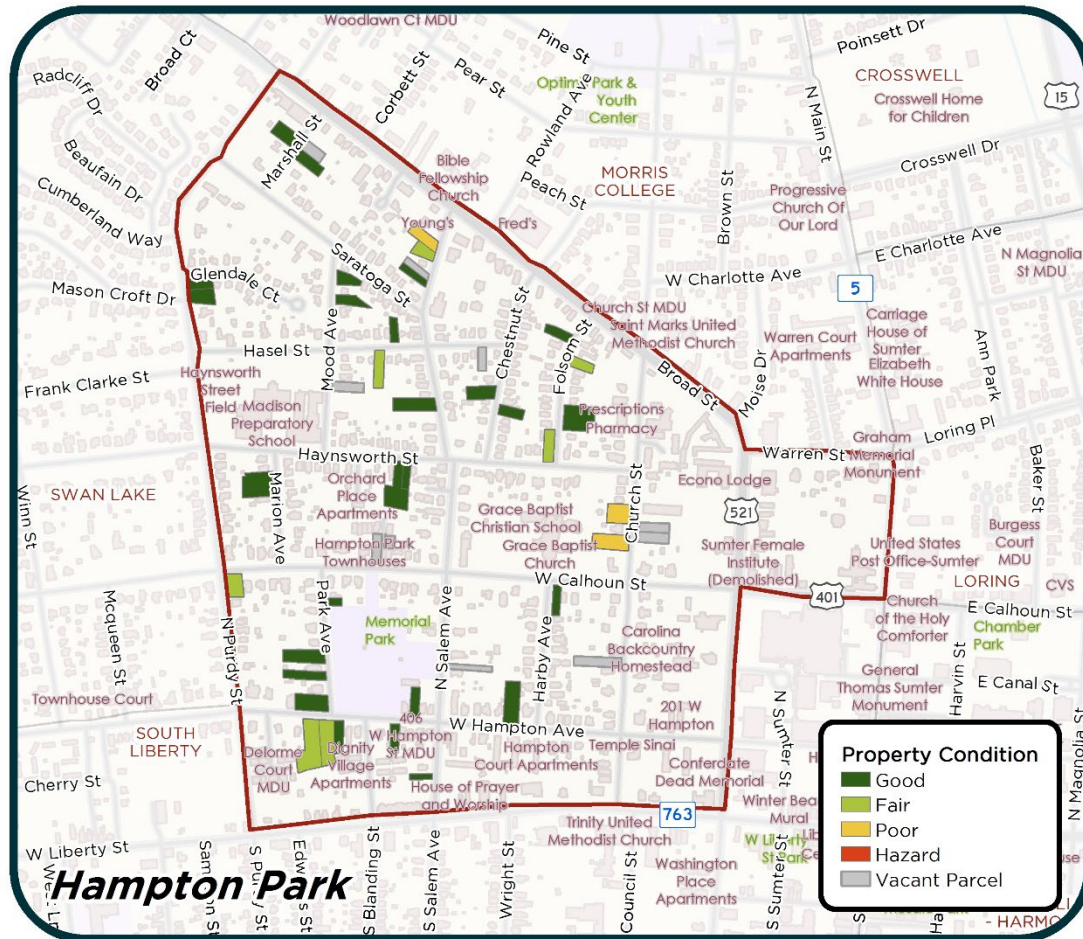 Woodlawn Ct MDU
Poinsett Dr
Broad Ct
Pine St
Radcliff Dr
Corbett St
Pear St
Optim
Park &
Youth
Center
Rowland Ave
N Main St
CROSSWELL
Crosswell Home
for Children
15
Marshall St
Beaufain Dr
Bible
Fellowship
Church
Peach St
MORRIS
COLLEGE
Brown St
Crosswell Dr
Cumberland Way
Young's
Fred's
Progressive
Church Of
Our Lord
E Charlotte Ave
Saratoga St
N Magnolia
St MDU
Glendale Ct
Mason Croft Dr
W Charlotte Ave
5
Mood Ave
Chestnut St
Folsom St
Church St MDU
Saint Marks United
Methodist Church
Warren Court
Apartments
Carriage
House of
Sumter
Elizabeth
White House
Ann Park
Hasel St
Frank Clarke St
Haynsworth
Street
Field
Madison
Preparatory
School
Broad St
Moise Dr
Prescriptions
Pharmacy
Loring Pl
Haynsworth St
Warren St
Graham
Memorial
Monument
Baker St
Church St
SWAN LAKE
Winn St
Marion Ave
Orchard
Place
Apartments
Econo Lodge
521
Grace Baptist
Christian School
Grace Baptist
Church
Hampton Park
Townhouses
Sumter Female
Institute
(Demolished)
United States
Post Office-Sumter
Burgess
Court
MDU
LORING
CVS
W Calhoun St
401
E Calhoun St
Mcqueen St
N Purdy St
Park Ave
Memorial
Park
N Salem Ave
Harby Ave
Carolina
Backcountry
Homestead
Church
of the Holy
Comforter
Chamber
Park
General
Thomas Sumter
Monument
Harvin St
E Canal St
Townhouse Court
SOUTH
LIBERTY
406
W Hampton
St MDU
W Hampton Ave
201 W
Hampton
N Sumter St
N Magnolia St
Delorme
Court
MDU
Dignity
Village
Apartments
Hampton
Court Apartments
Temple Sinai
Confederate
Dead Memorial
Cherry St
House of Prayer
and Worship
763
Trinity United
Methodist Church
Winter Bea
Mural
W Liberty
St Park
W Liberty St
Washington
Place
Apartments
S Blanding St
S Salem Ave
Wright St
Council St
S Sumter St
Property Condition
Good
Fair
Poor
Hazard
Vacant Parcel
Hampton Park
- HARMO